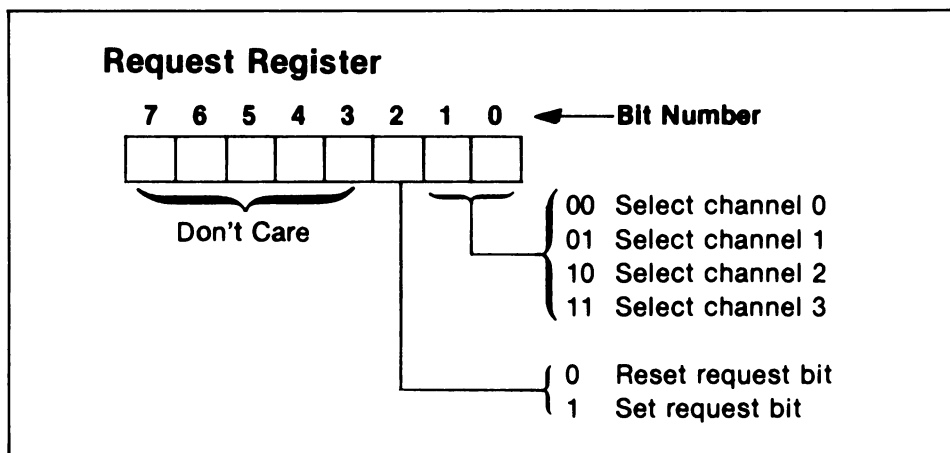 Request Register
7 6 5 4 3 2 1 0 Bit Number
Don't Care
00 Select channel 0
01 Select channel 1
10 Select channel 2
11 Select channel 3
0 Reset request bit
1 Set request bit